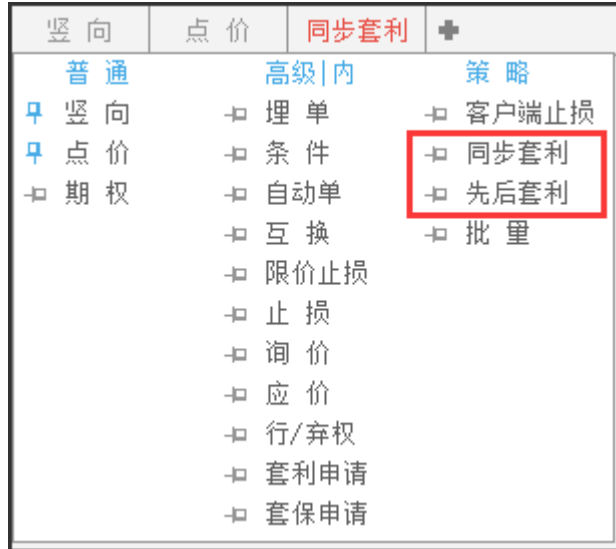 竖 向 点 价 同步套利
普 通 高级|内 策 略
竖 向 埋 单 客户端止损
点 价 条 件 同步套利
期 权 自动单 先后套利
互 换 批 量
限价止损
止 损
询 价
应 价
行/弃权
套利申请
套保申请